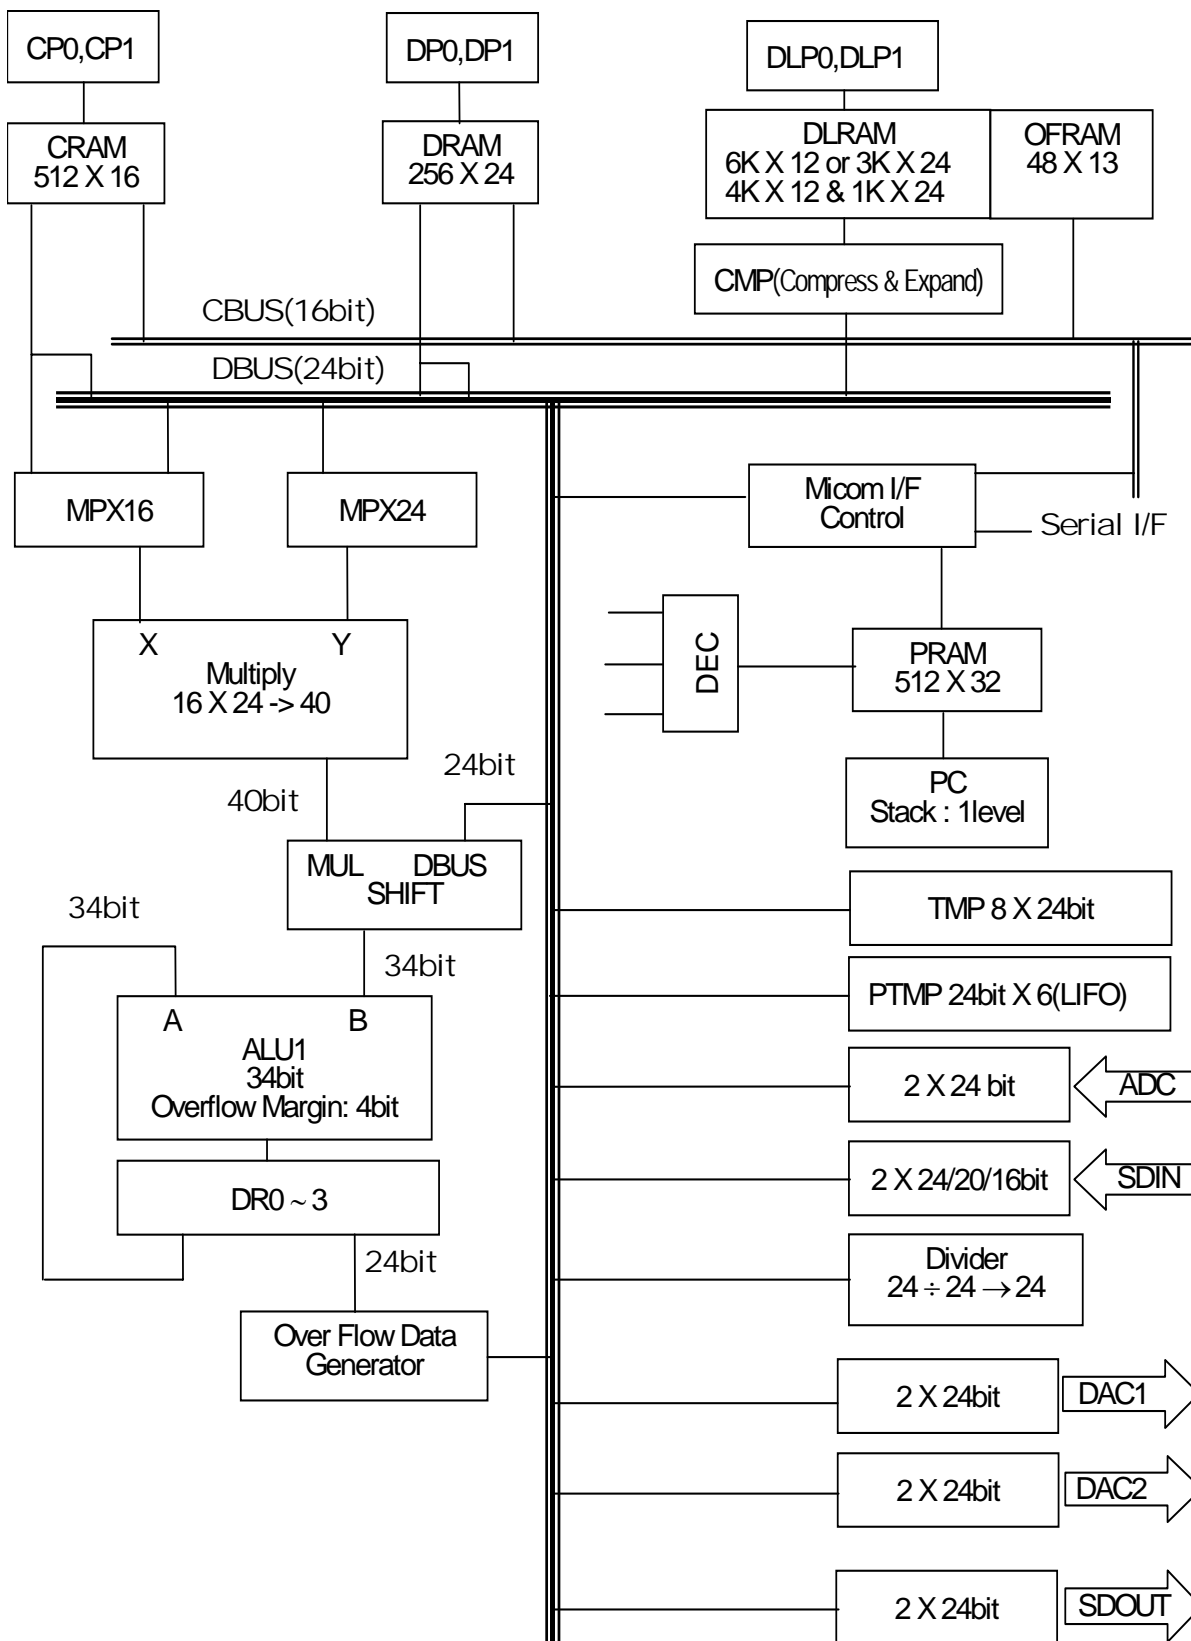 CP0,CP1
DP0,DP1
DLP0,DLP1
CRAM
512 X 16
DRAM
256 X 24
DLRAM
6K X 12 or 3K X 24
4K X 12 & 1K X 24
OFRAM
48 X 13
CMP(Compress & Expand)
CBUS(16bit)
DBUS(24bit)
MPX16
MPX24
Micom I/F
Control
Serial I/F
X
Y
Multiply
16 X 24 -> 40
DEC
PRAM
512 X 32
24bit
40bit
PC
Stack : 1level
MUL
DBUS
SHIFT
34bit
34bit
TMP 8 X 24bit
PTMP 24bit X 6(LIFO)
A
B
ALU1
34bit
Overflow Margin: 4bit
2 X 24 bit
ADC
2 X 24/20/16bit
SDIN
DR0 ~ 3
24bit
Divider
24 ÷ 24 → 24
Over Flow Data
Generator
2 X 24bit
DAC1
2 X 24bit
DAC2
2 X 24bit
SDOUT